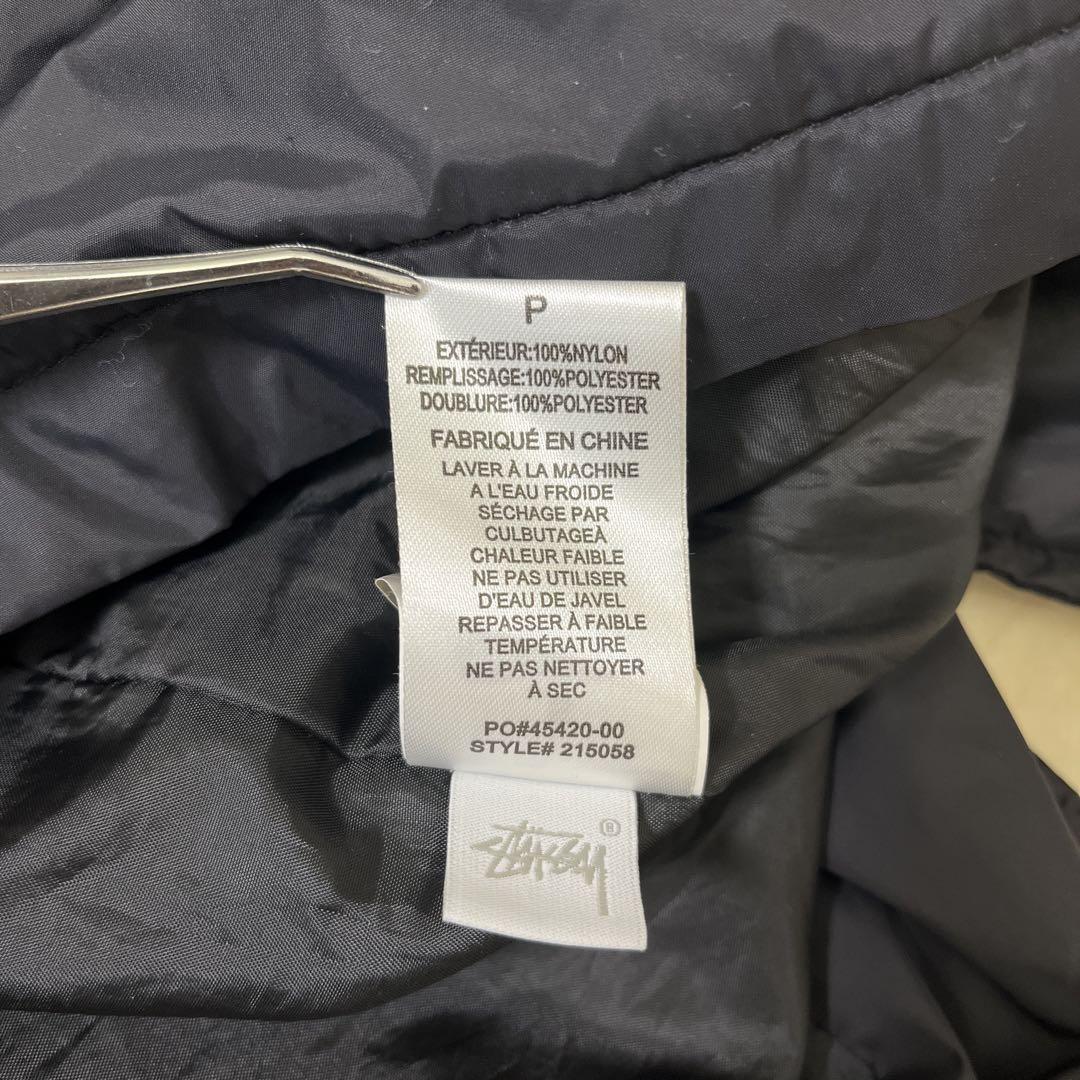 P
EXTÉRIEUR:100%NYLON
REMPLISSAGE:100%POLYESTER
DOUBLURE:100%POLYESTER
FABRIQUÉ EN CHINE
LAVER À LA MACHINE
A L'EAU FROIDE
SÉCHAGE PAR
CULBUTAGEÀ
CHALEUR FAIBLE
NE PAS UTILISER
D'EAU DE JAVEL
REPASSER À FAIBLE
TEMPÉRATURE
NE PAS NETTOYER
À SEC
PO#45420-00
STYLE# 215058
STÜSSY ®